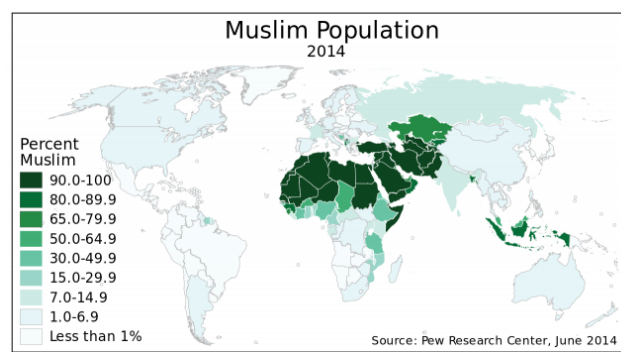 Muslim Population
2014
Percent
Muslim
90.0-100
80.0-89.9
65.0-79.9
50.0-64.9
30.0-49.9
15.0-29.9
7.0-14.9
1.0-6.9
Less than 1%
Source: Pew Research Center, June 2014